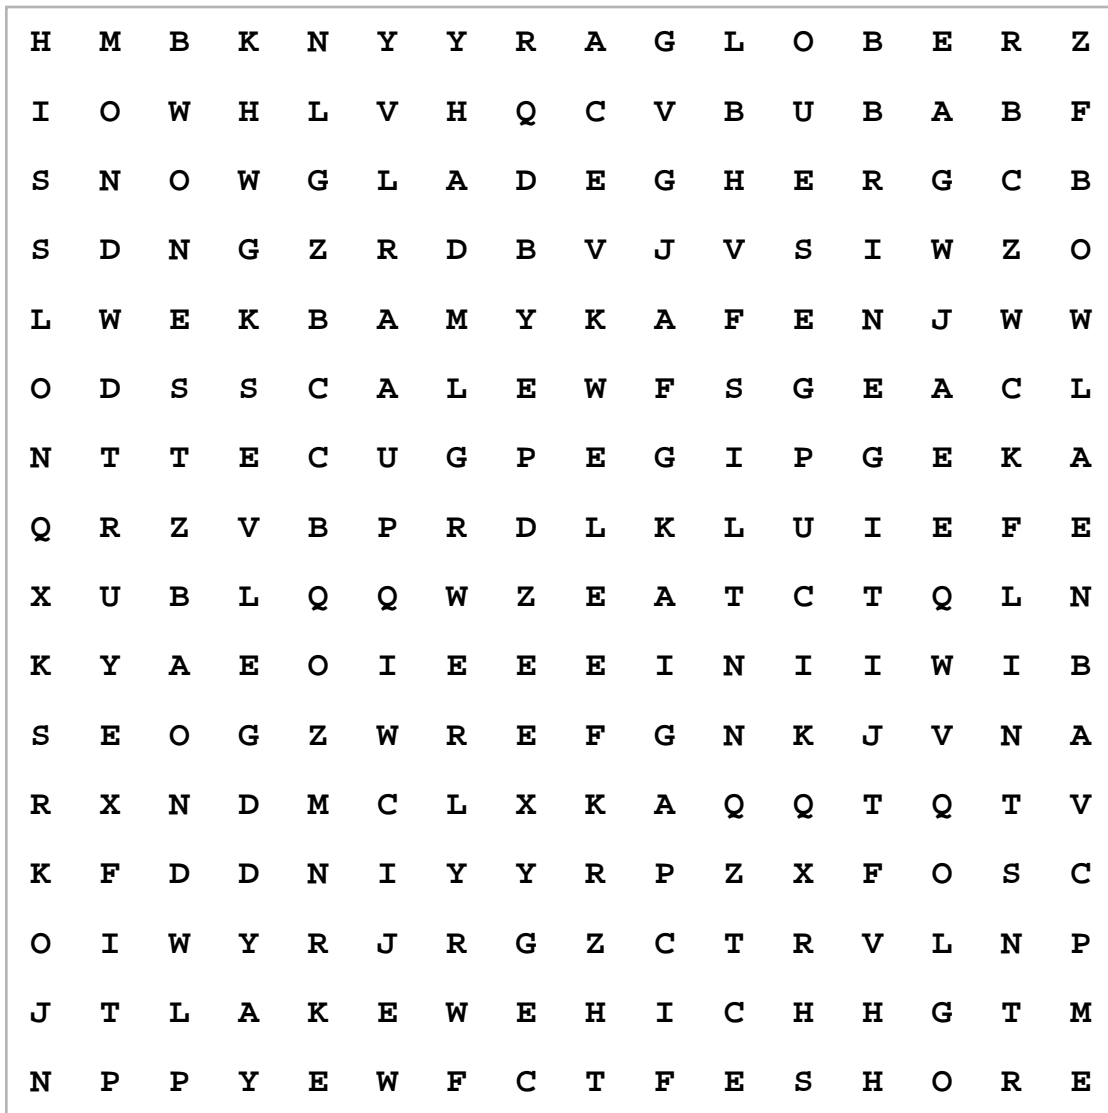 H M B K N Y Y R A G L O B E R Z
I O W H L V H Q C V B U B A B F
S N O W G L A D E G H E R G C B
S D N G Z R D B V J V S I W Z O
L W E K B A M Y K A F E N J W W
O D S S C A L E W F S G E A C L
N T T E C U G P E G I P G E K A
Q R Z V B P R D L K L U I E F E
X U B L Q Q W Z E A T C T Q L N
K Y A E O I E E E I N I I W I B
S E O G Z W R E F G N K J V N A
R X N D M C L X K A Q Q T Q T V
K F D D N I Y Y R P Z X F O S C
O I W Y R J R G Z C T R V L N P
J T L A K E W E H I C H H G T M
N P P Y E W F C T F E S H O R E